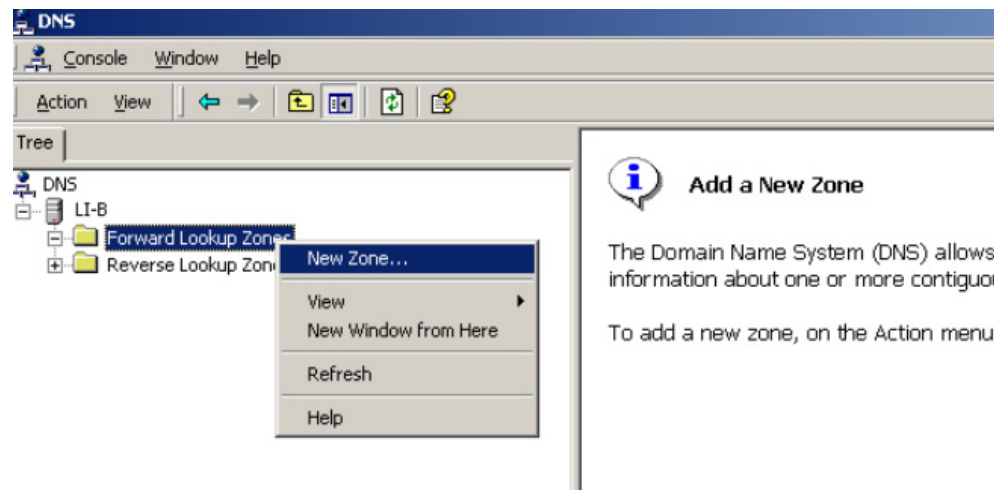 DNS
Console Window Help
Action View
Tree
DNS
LI-B
Forward Lookup Zones
Reverse Lookup Zon
New Zone...
View
New Window from Here
Refresh
Help
Add a New Zone
The Domain Name System (DNS) allows
information about one or more contiguo
To add a new zone, on the Action menu